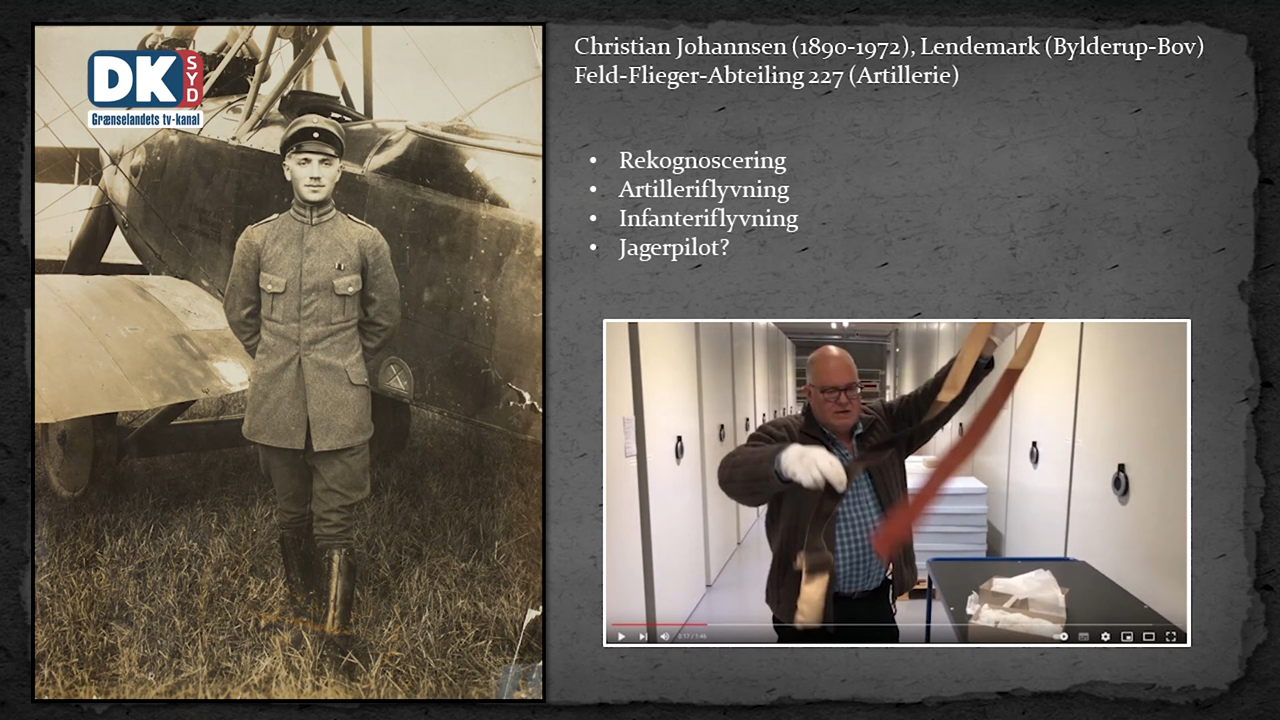 DK SYD
Grænselandets tv-kanal
Christian Johannsen (1890-1972), Lendemark (Bylderup-Bov)
Feld-Flieger-Abteiling 227 (Artillerie)
• Rekognoscering
• Artilleriflyvning
• Infanteriflyvning
• Jagerpilot?